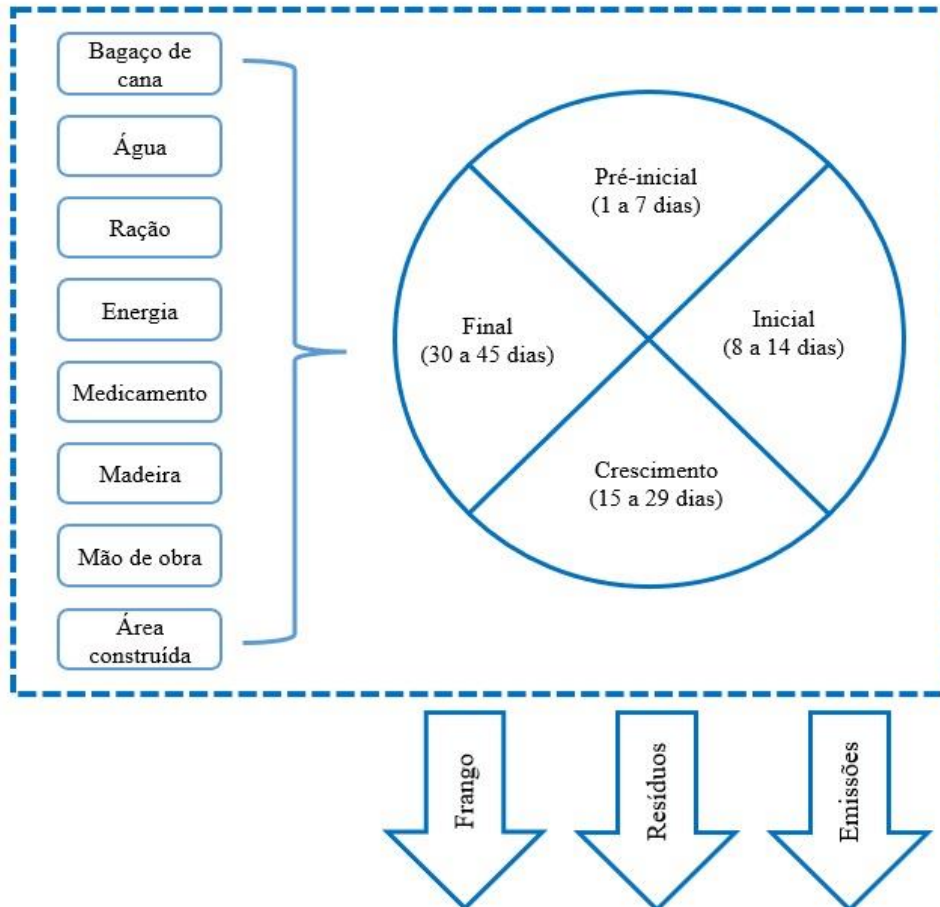 Bagaço de
cana
Água
Ração
Energia
Medicamento
Madeira
Mão de obra
Área
construída
Pré-inicial
(1 a 7 dias)
Inicial
(8 a 14 dias)
Crescimento
(15 a 29 dias)
Final
(30 a 45 dias)
Frango
Resíduos
Emissões